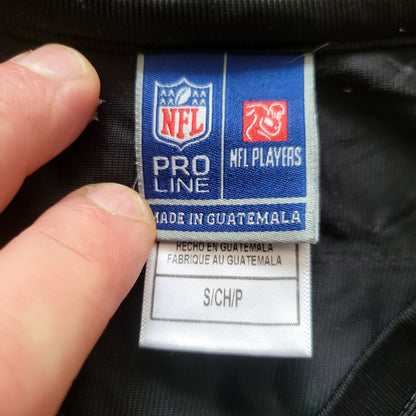 NFL
PRO
LINE
NFL PLAYERS
MADE IN GUATEMALA
HECHO EN GUATEMALA
FABRIQUE AU GUATEMALA
S/CH/P